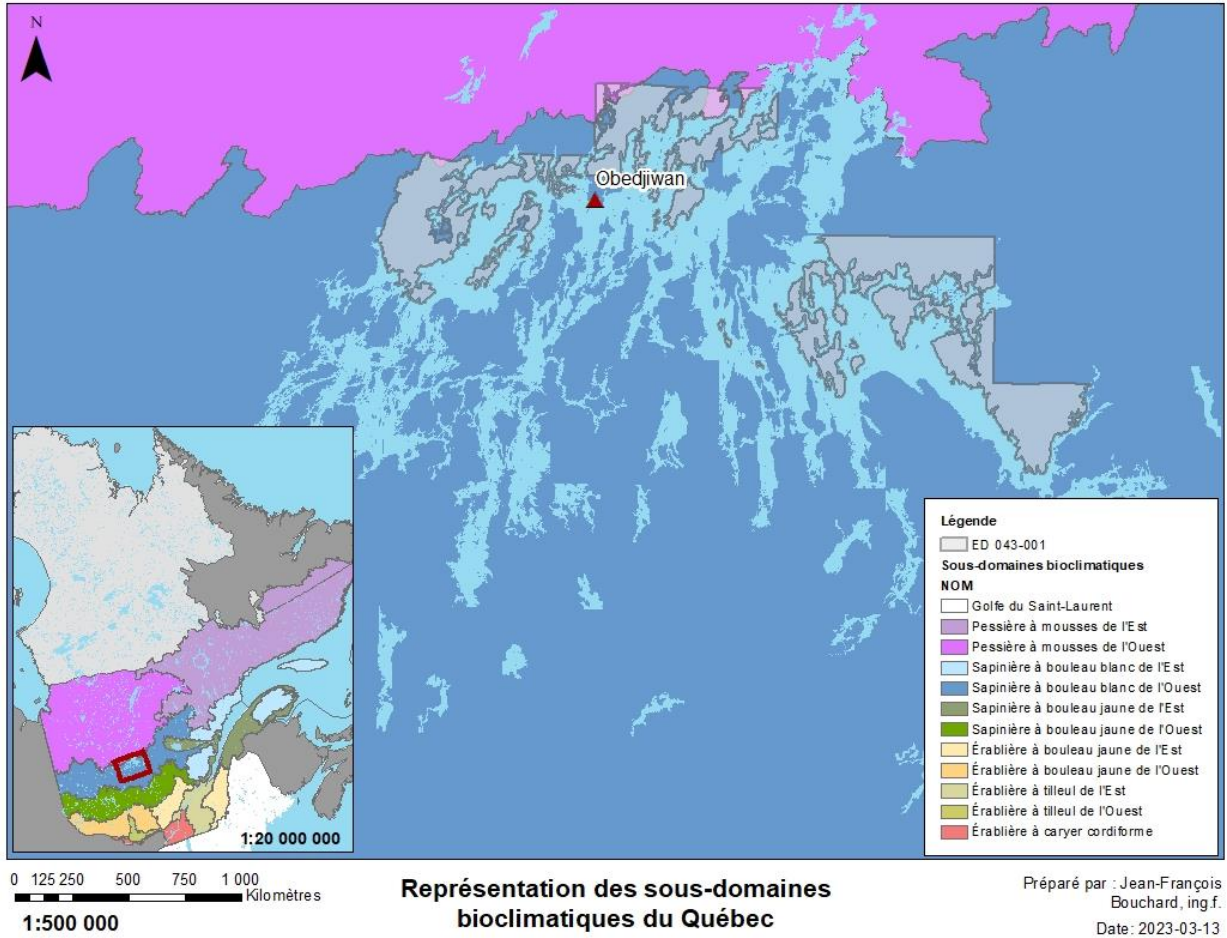 N
Obedjiwan
1:20 000 000
Légende
ED 043-001
Sous-domaines bioclimatiques
NOM
Golfe du Saint-Laurent
Pessière à mousses de l'Est
Pessière à mousses de l'Ouest
Sapinière à bouleau blanc de l'Est
Sapinière à bouleau blanc de l'Ouest
Sapinière à bouleau jaune de l'Est
Sapinière à bouleau jaune de l'Ouest
Érablière à bouleau jaune de l'Est
Érablière à bouleau jaune de l'Ouest
Érablière à tilleul de l'Est
Érablière à tilleul de l'Ouest
Érablière à caryer cordiforme
0 125 250 500 750 1 000
Kilomètres
1:500 000
Représentation des sous-domaines
bioclimatiques du Québec
Préparé par : Jean-François
Bouchard, ing.f.
Date: 2023-03-13